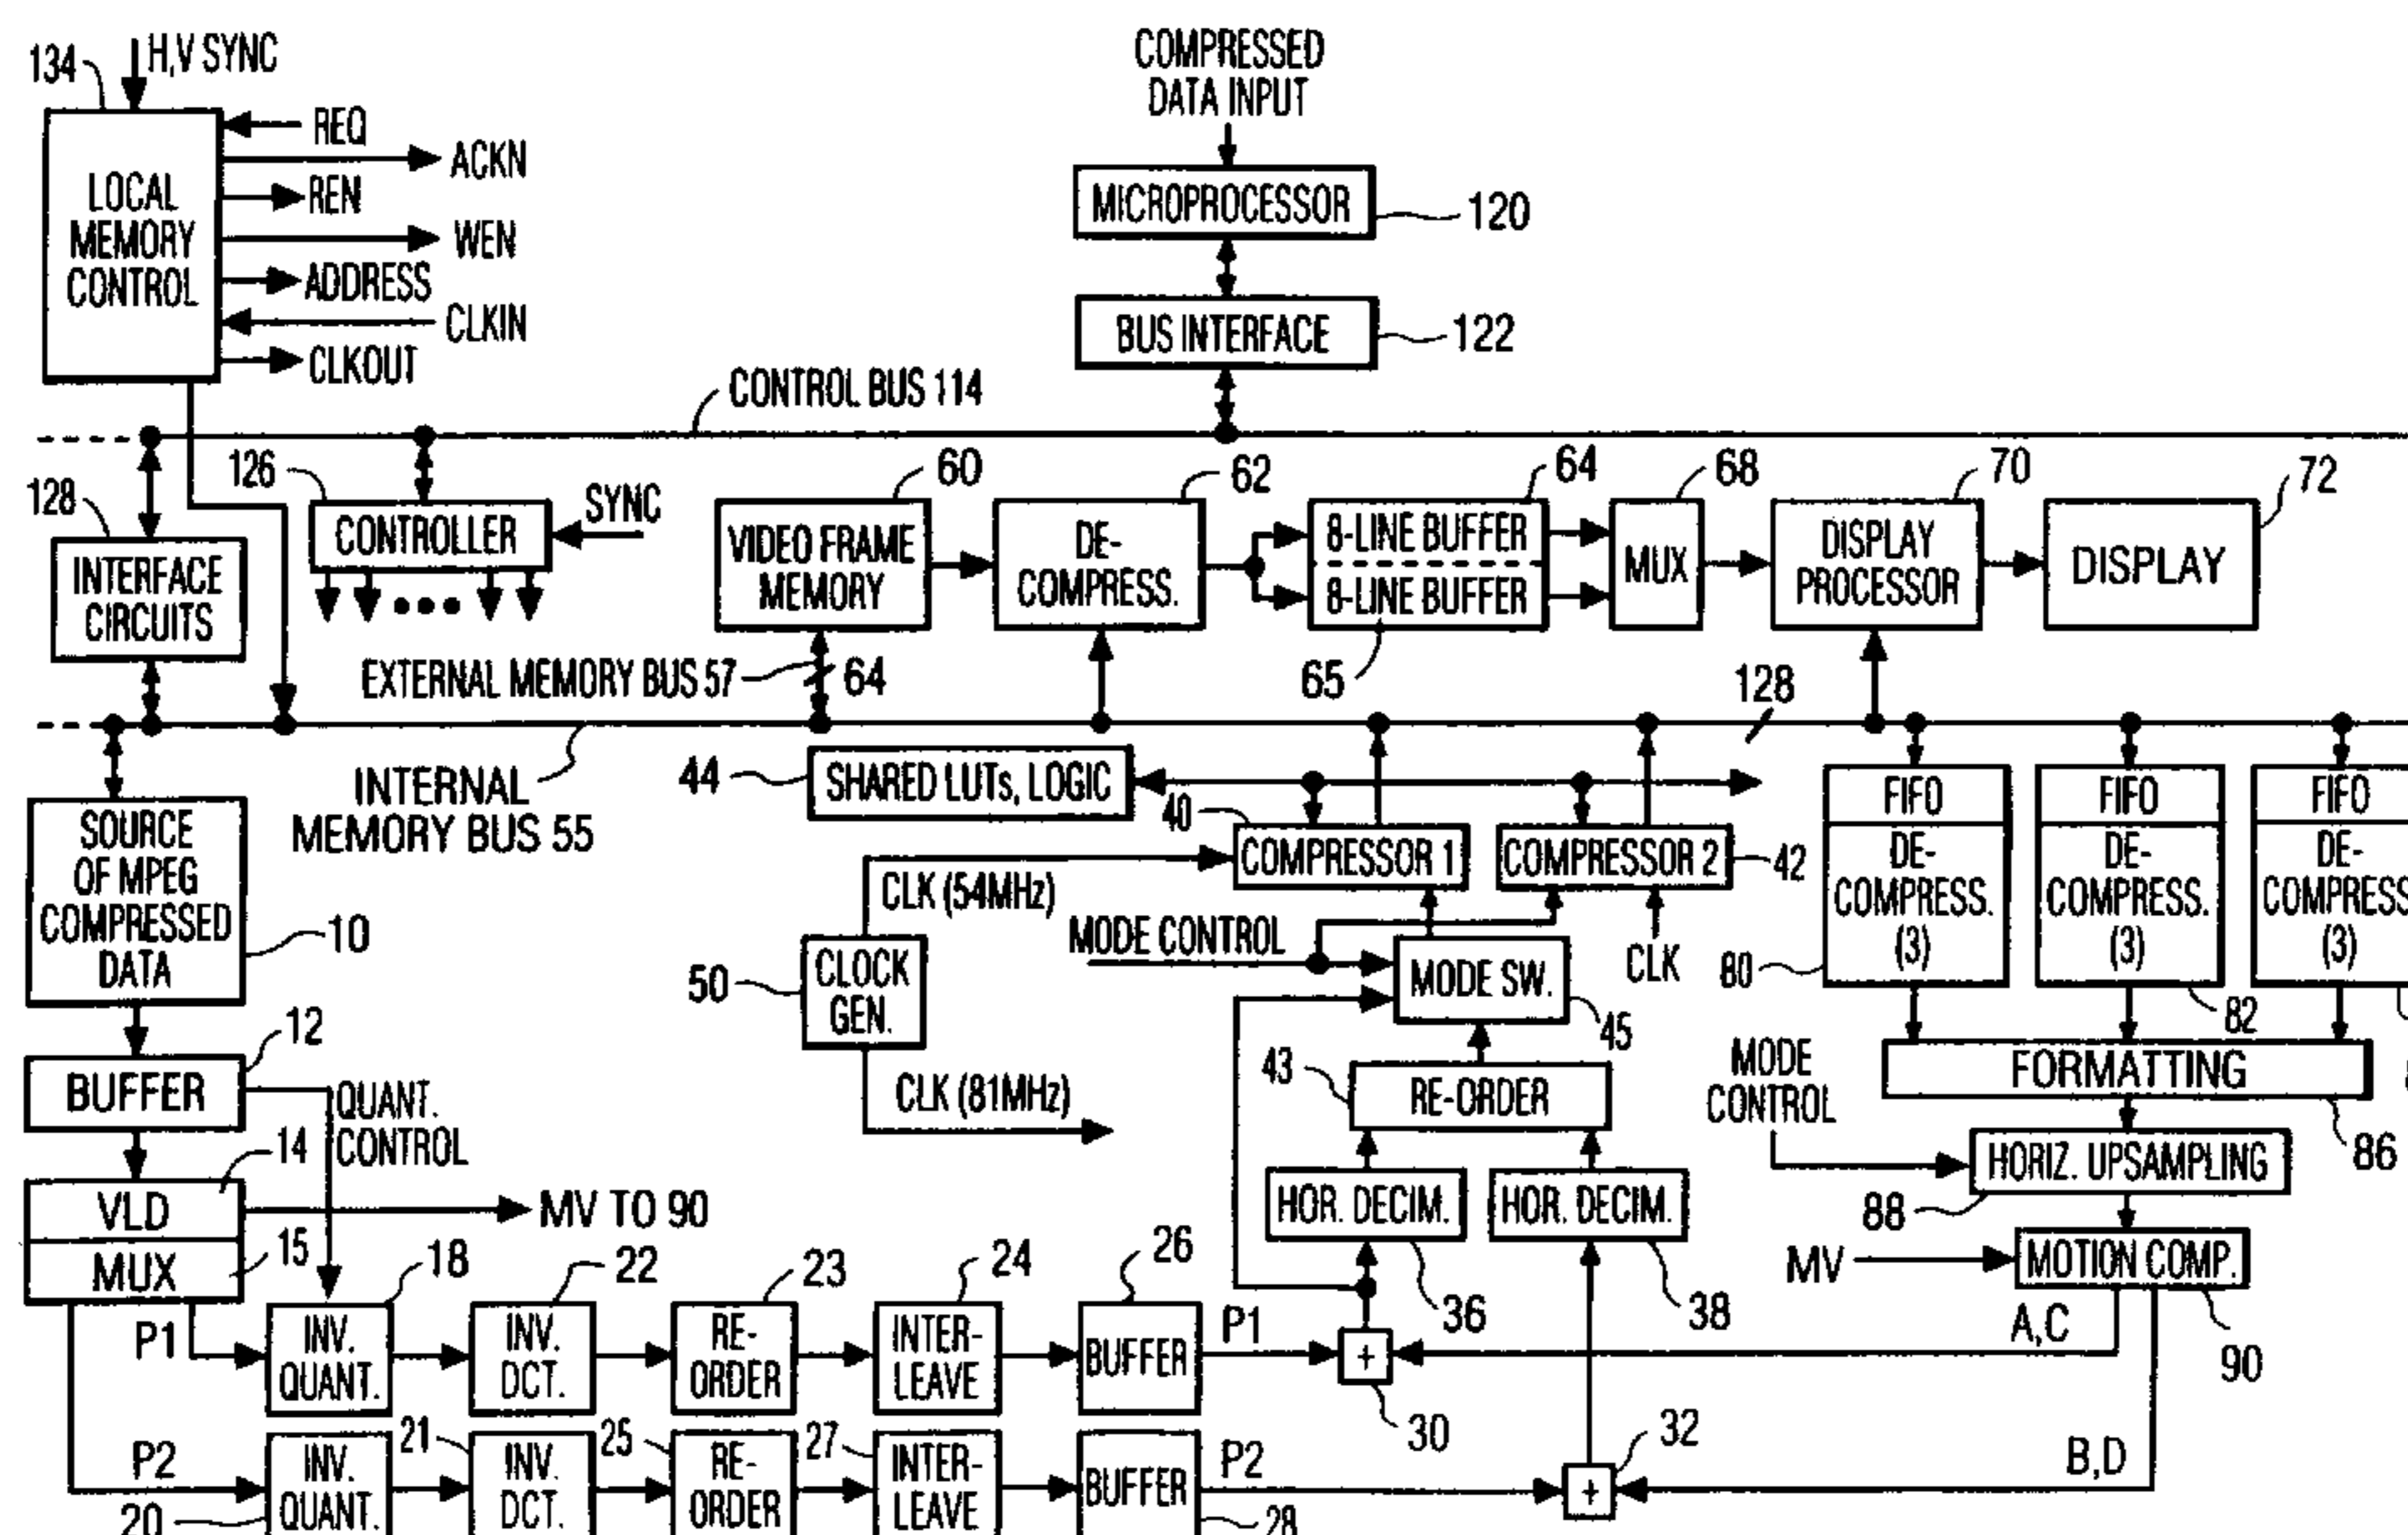 134
H,V SYNC
COMPRESSED
DATA INPUT
REQ
ACKN
REN
WEN
ADDRESS
CLKIN
CLKOUT
LOCAL
MEMORY
CONTROL
MICROPROCESSOR
120
BUS INTERFACE
122
CONTROL BUS 114
128
INTERFACE
CIRCUITS
126
CONTROLLER
SYNC
60
VIDEO FRAME
MEMORY
62
DE-
COMPRESS.
64
8-LINE BUFFER
8-LINE BUFFER
65
68
MUX
70
DISPLAY
PROCESSOR
72
DISPLAY
EXTERNAL MEMORY BUS 57
64
128
INTERNAL
MEMORY BUS 55
44
SHARED LUTs, LOGIC
40
COMPRESSOR 1
COMPRESSOR 2
42
SOURCE
OF MPEG
COMPRESSED
DATA
10
CLK (54MHz)
50
CLOCK
GEN.
CLK (81MHz)
MODE CONTROL
MODE SW.
45
CLK
FIFO
DE-
COMPRESS.
(3)
80
FIFO
DE-
COMPRESS.
(3)
82
FIFO
DE-
COMPRESS
(3)
12
BUFFER
QUANT.
CONTROL
43
RE-ORDER
MODE
CONTROL
FORMATTING
86
14
VLD
MV TO 90
15
MUX
HOR. DECIM.
36
HOR. DECIM.
38
HORIZ. UPSAMPLING
88
MV
MOTION COMP.
90
P1
18
INV.
QUANT.
22
INV.
DCT.
23
RE-
ORDER
24
INTER-
LEAVE
26
BUFFER
P1
+
30
A,C
P2
20
INV.
QUANT.
21
INV.
DCT.
25
RE-
ORDER
27
INTER-
LEAVE
BUFFER
28
P2
+
32
B,D